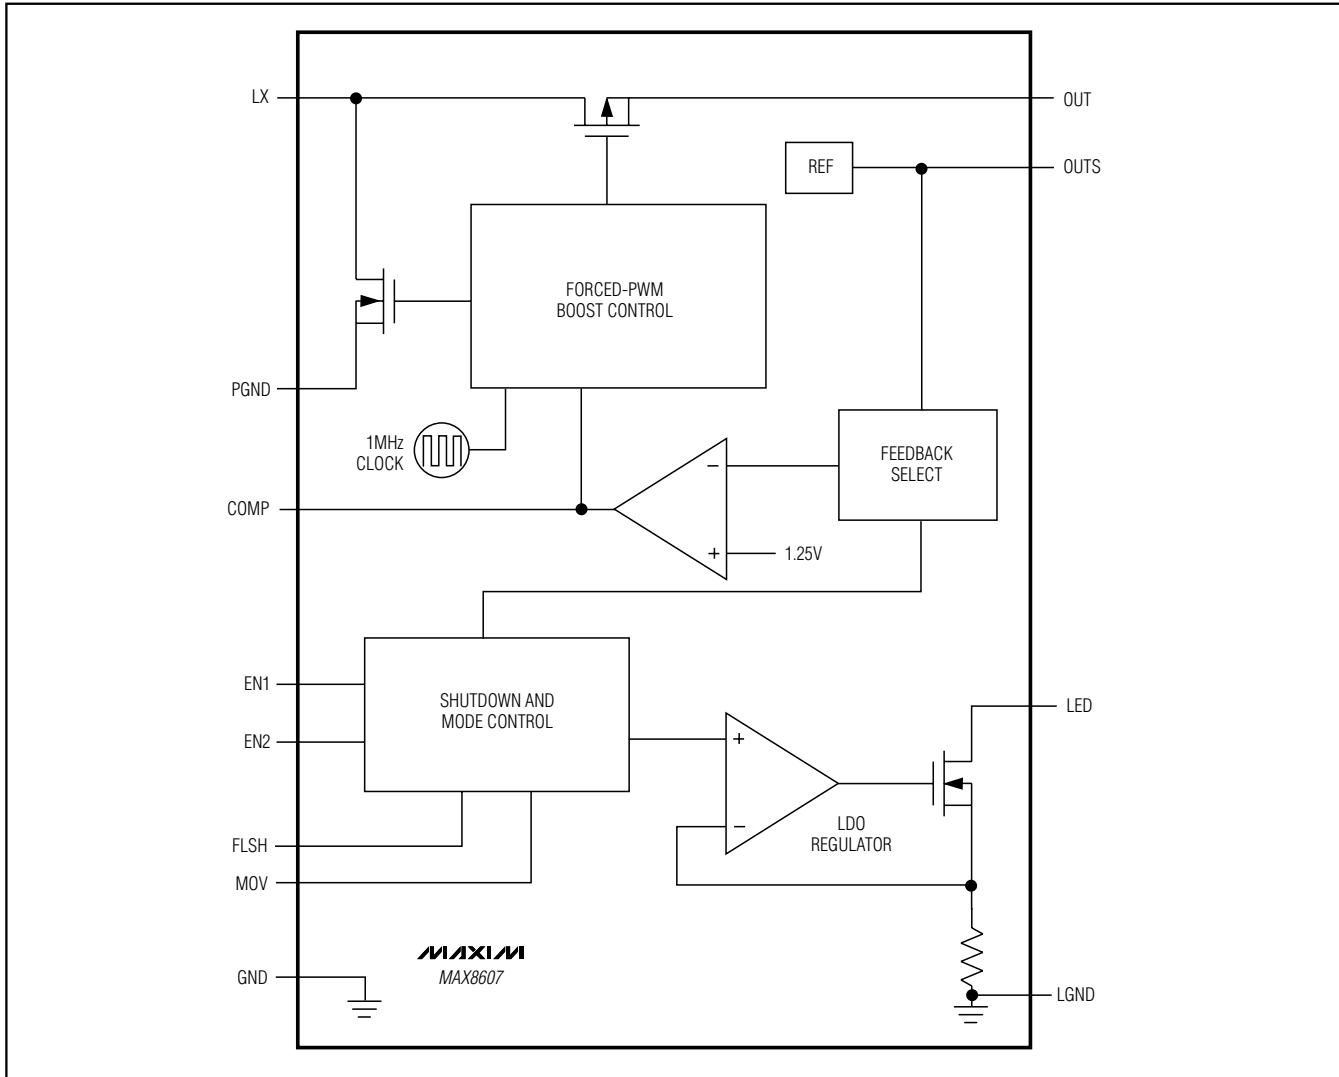 LX
OUT
REF
OUTS
FORCED-PWM
BOOST CONTROL
PGND
1MHz
CLOCK
FEEDBACK
SELECT
−
COMP
+
1.25V
EN1
SHUTDOWN AND
MODE CONTROL
LED
EN2
+
−
LDO
REGULATOR
FLSH
MOV
MAXIM
MAX8607
GND
LGND